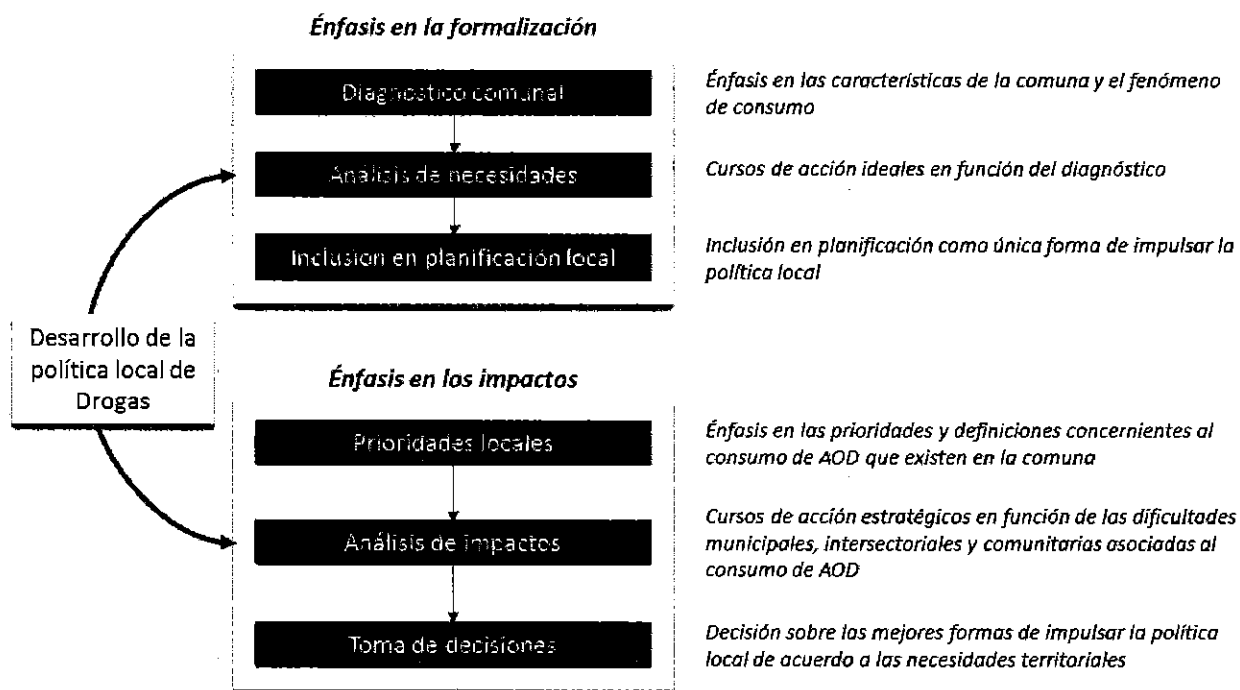 Énfasis en la formalización
Diagnostico comunal
Énfasis en las características de la comuna y el fenómeno
de consumo
Análisis de necesidades
Cursos de acción ideales en función del diagnóstico
Inclusion en planificación local
Inclusión en planificación como única forma de impulsar la
política local
Desarrollo de la
política local de
Drogas
Énfasis en los impactos
Prioridades locales
Énfasis en las prioridades y definiciones concernientes al
consumo de AOD que existen en la comuna
Análisis de impactos
Cursos de acción estratégicos en función de las dificultades
municipales, intersectoriales y comunitarias asociadas al
consumo de AOD
Toma de decisiones
Decisión sobre las mejores formas de impulsar la política
local de acuerdo a las necesidades territoriales